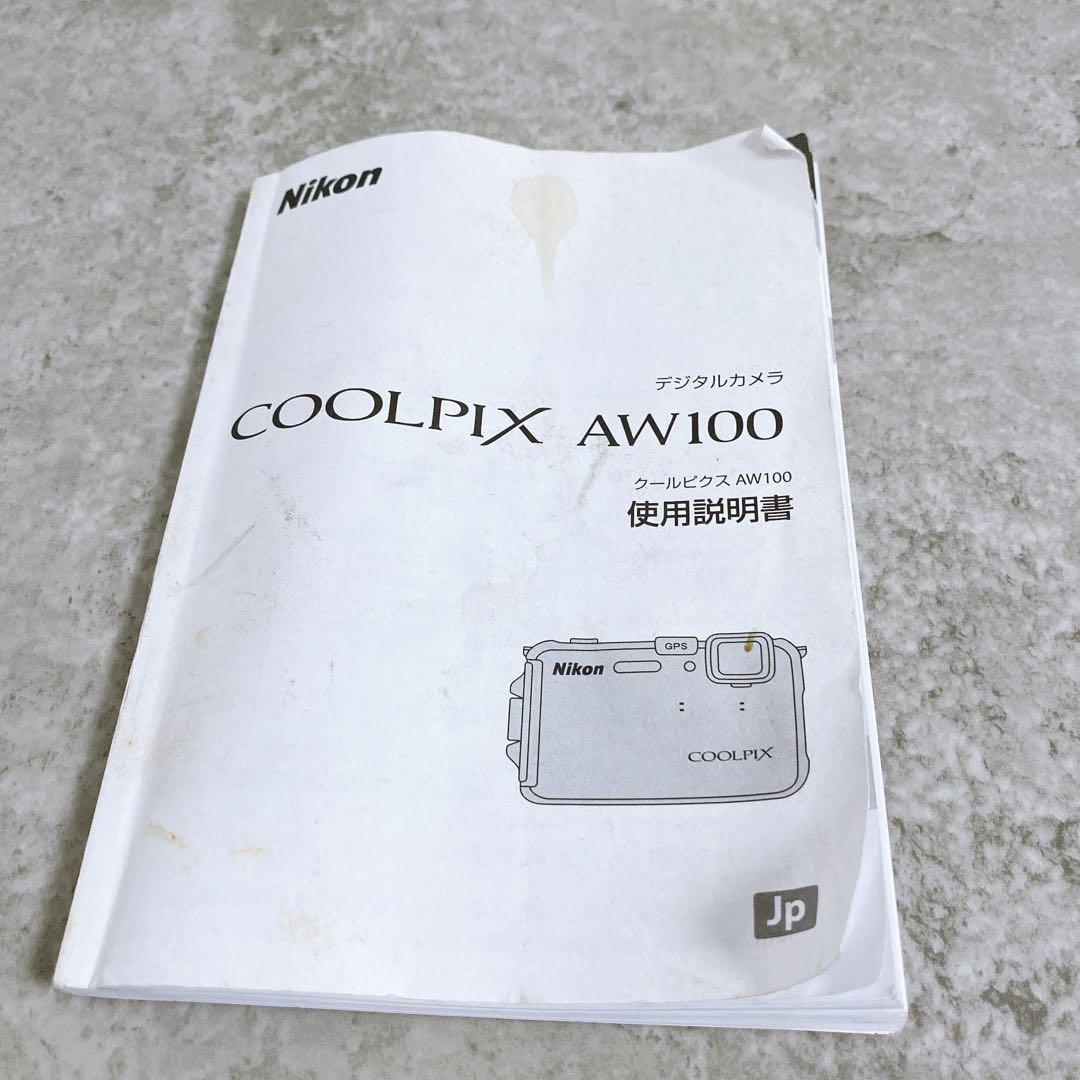 Nikon
デジタルカメラ
COOLPIX AW100
クールピクス AW100
使用説明書
GPS
Nikon
COOLPIX
Jp